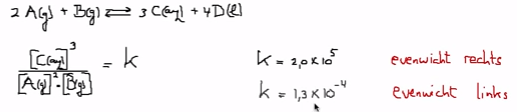 2 A(g) + B(g) ⇌ 3 C(aq) + 4 D(l)
[C(aq)]³ / [A(g)]² · [B(g)] = k
k = 2,0 × 10⁵ evenwicht rechts
k = 1,3 × 10⁻⁴ evenwicht links